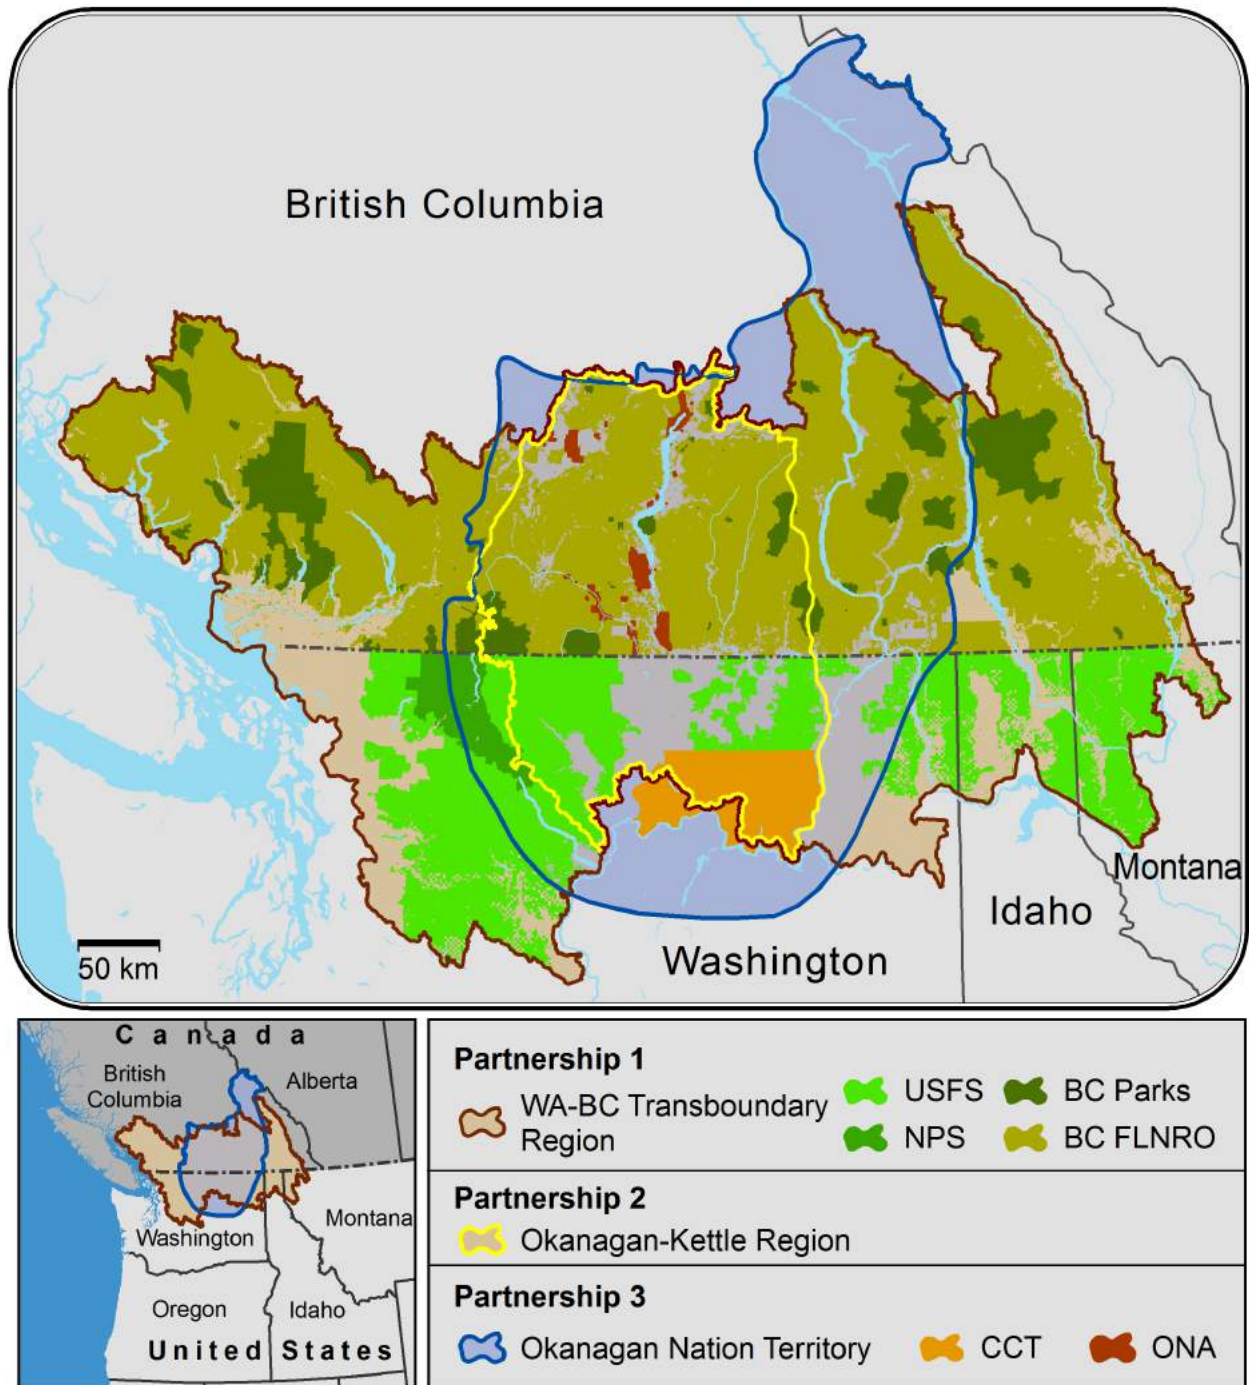 British Columbia
Montana
Idaho
Washington
50 km
Canada
British
Columbia
Alberta
Montana
Washington
Oregon
Idaho
United States
Partnership 1
WA-BC Transboundary
Region
USFS
BC Parks
NPS
BC FLNRO
Partnership 2
Okanagan-Kettle Region
Partnership 3
Okanagan Nation Territory
CCT
ONA